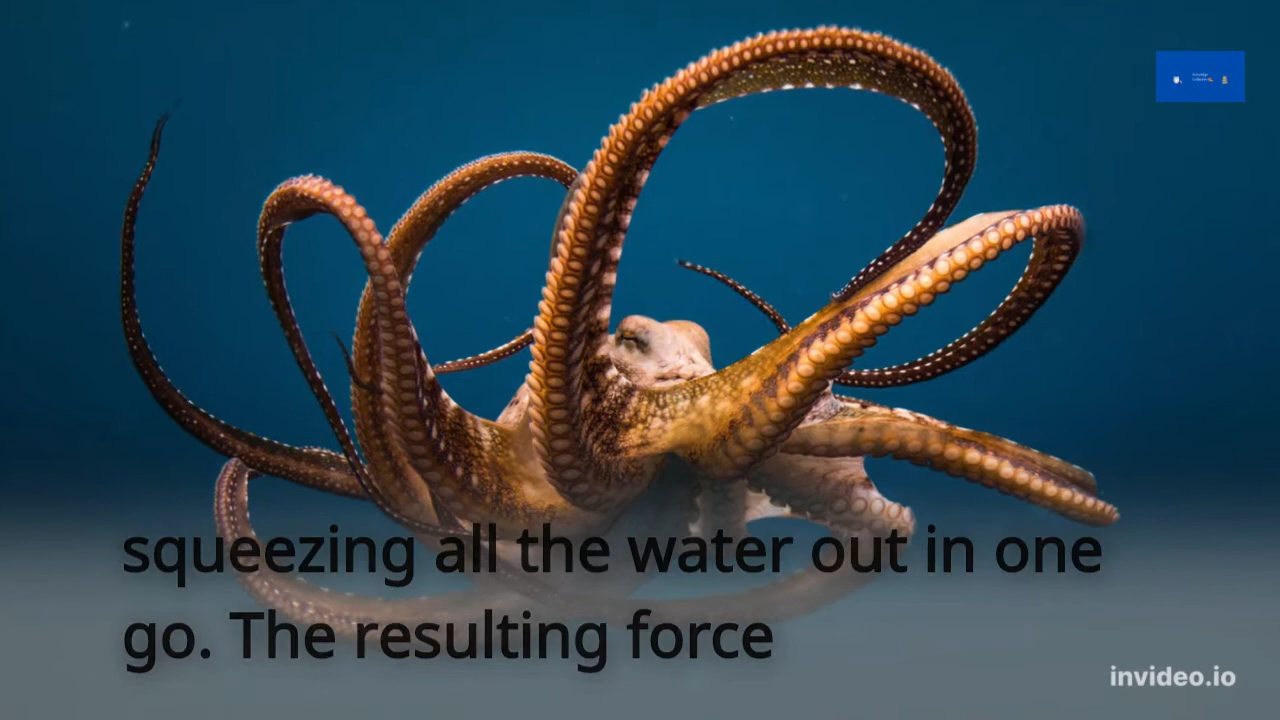 squeezing all the water out in one
go. The resulting force
invideo.io